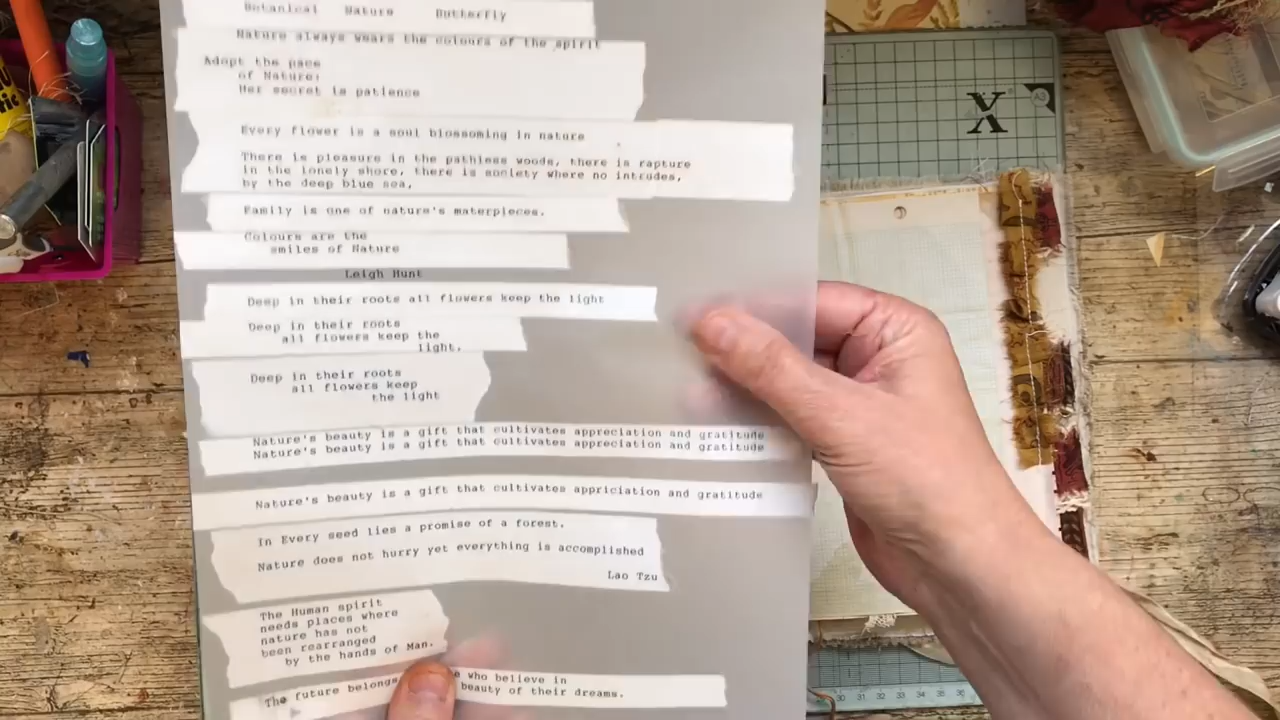 Botanical Nature Butterfly
Nature always wears the colours of the spirit
Adopt the pace
of Nature:
Her secret is patience
Every flower is a soul blossoming in nature
There is pleasure in the pathless woods, there is rapture
in the lonely shore, there is society where no intrudes,
by the deep blue sea,
Family is one of nature's materpieces.
Colours are the
smiles of Nature
Leigh Hunt
Deep in their roots all flowers keep the light
Deep in their roots
all flowers keep the
light.
Deep in their roots
all flowers keep
the light
Nature's beauty is a gift that cultivates appreciation and gratitude
Nature's beauty is a gift that cultivates appreciation and gratitude
Nature's beauty is a gift that cultivates appriciation and gratitude
In Every seed lies a promise of a forest.
Nature does not hurry yet everything is accomplished
Lao Tzu
The Human spirit
needs places where
nature has not
been rearranged
by the hands of Man.
The future belongs who believe in
beauty of their dreams.
X
A3
30 31 32 33 34 35 36